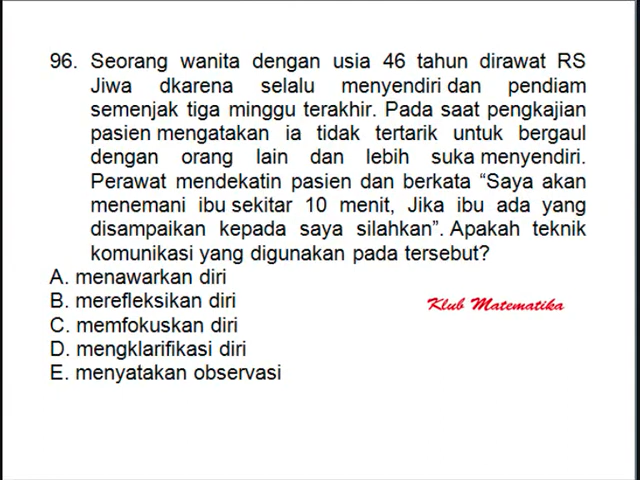 96. Seorang wanita dengan usia 46 tahun dirawat RS
Jiwa dkarena selalu menyendiri dan pendiam
semenjak tiga minggu terakhir. Pada saat pengkajian
pasien mengatakan ia tidak tertarik untuk bergaul
dengan orang lain dan lebih suka menyendiri.
Perawat mendekatin pasien dan berkata “Saya akan
menemani ibu sekitar 10 menit, Jika ibu ada yang
disampaikan kepada saya silahkan”. Apakah teknik
komunikasi yang digunakan pada tersebut?
A. menawarkan diri
B. merefleksikan diri
Klub Matematika
C. memfokuskan diri
D. mengklarifikasi diri
E. menyatakan observasi